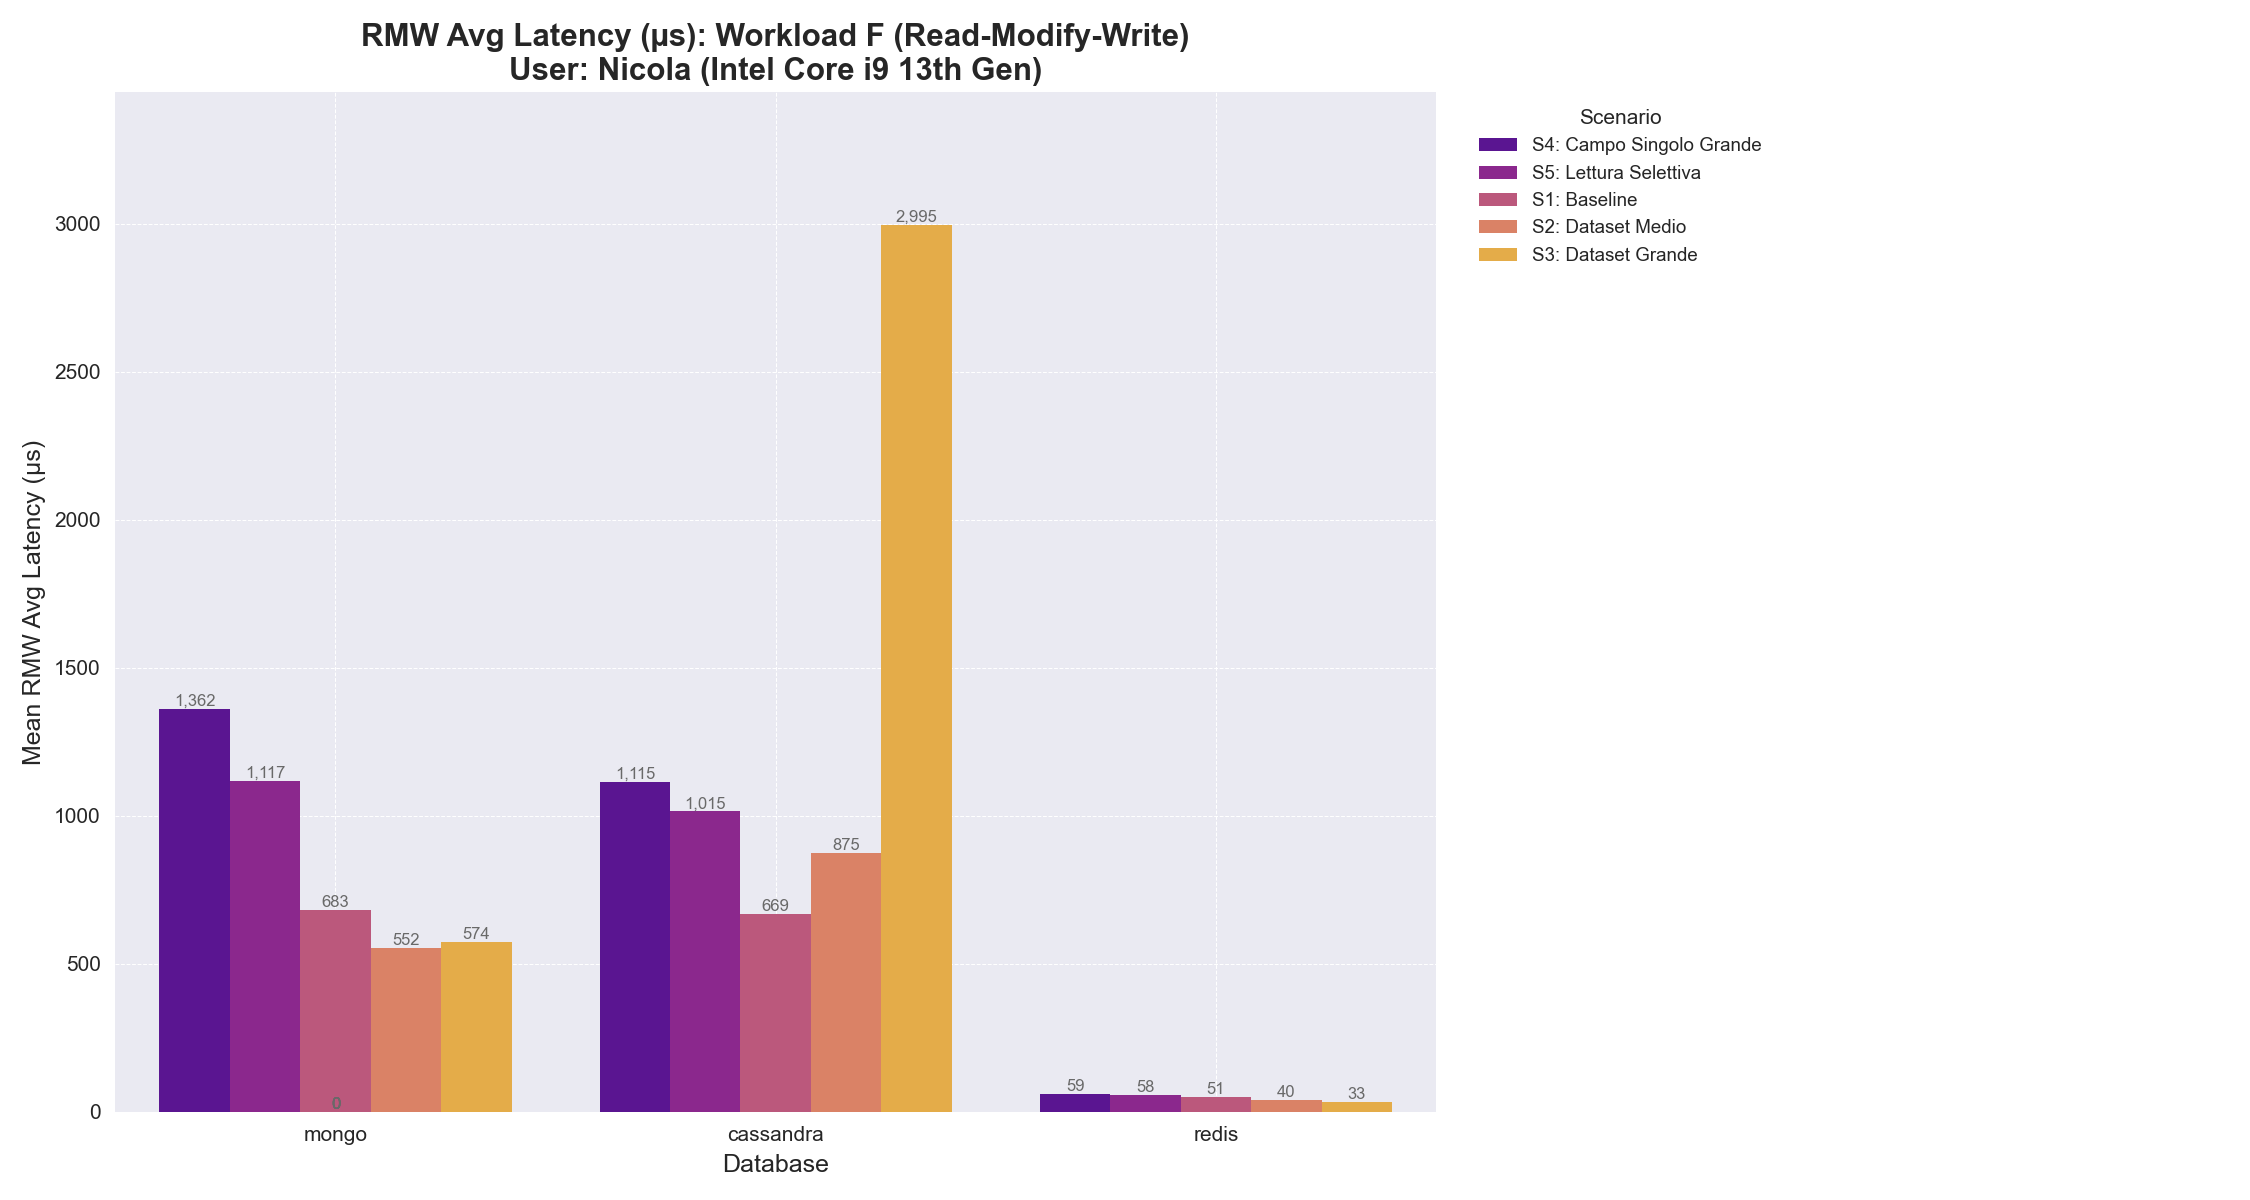 RMW Avg Latency (µs): Workload F (Read-Modify-Write)
User: Nicola (Intel Core i9 13th Gen)
Scenario
S4: Campo Singolo Grande
S5: Lettura Selettiva
S1: Baseline
S2: Dataset Medio
S3: Dataset Grande
Mean RMW Avg Latency (µs)
3000
2500
2000
1500
1000
500
0
1,362
1,117
683
552
574
0
1,115
1,015
669
875
2,995
59
58
51
40
33
mongo
cassandra
redis
Database